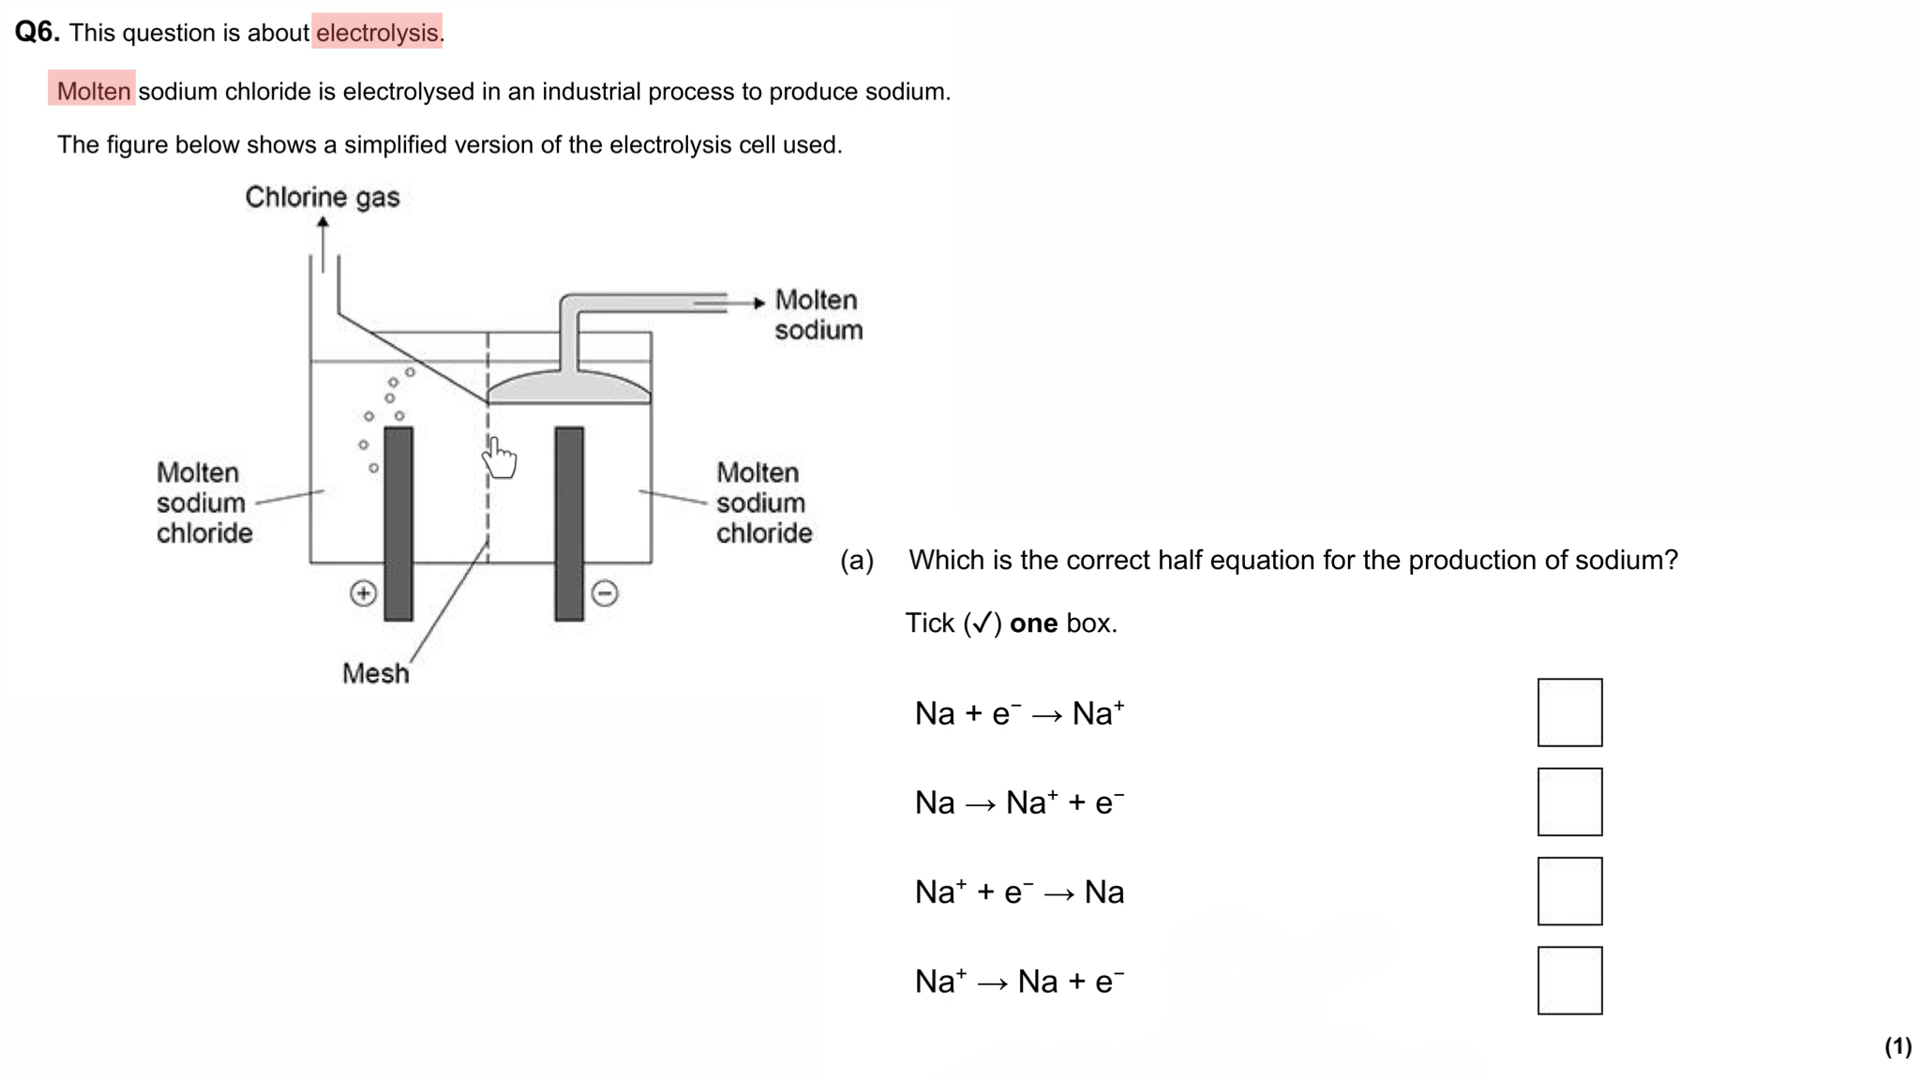 Q6. This question is about electrolysis.
Molten sodium chloride is electrolysed in an industrial process to produce sodium.
The figure below shows a simplified version of the electrolysis cell used.
Chlorine gas
Molten
sodium
Molten
sodium
chloride
Molten
sodium
chloride
+
−
Mesh
(a) Which is the correct half equation for the production of sodium?
Tick (✓) one box.
Na + e⁻ → Na⁺
Na → Na⁺ + e⁻
Na⁺ + e⁻ → Na
Na⁺ → Na + e⁻
(1)